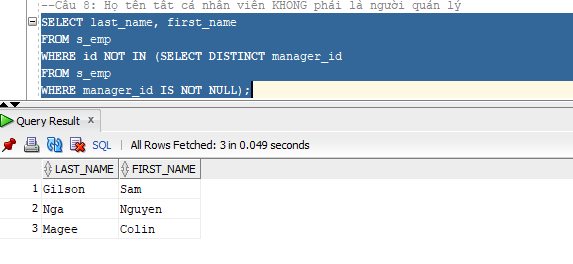 --Câu 8: Họ tên tất cả nhân viên KHÔNG phải là người quản lý
SELECT last_name, first_name
FROM s_emp
WHERE id NOT IN (SELECT DISTINCT manager_id
FROM s_emp
WHERE manager_id IS NOT NULL);
Query Result x
SQL | All Rows Fetched: 3 in 0.049 seconds
LAST_NAME FIRST_NAME
1 Gilson Sam
2 Nga Nguyen
3 Magee Colin